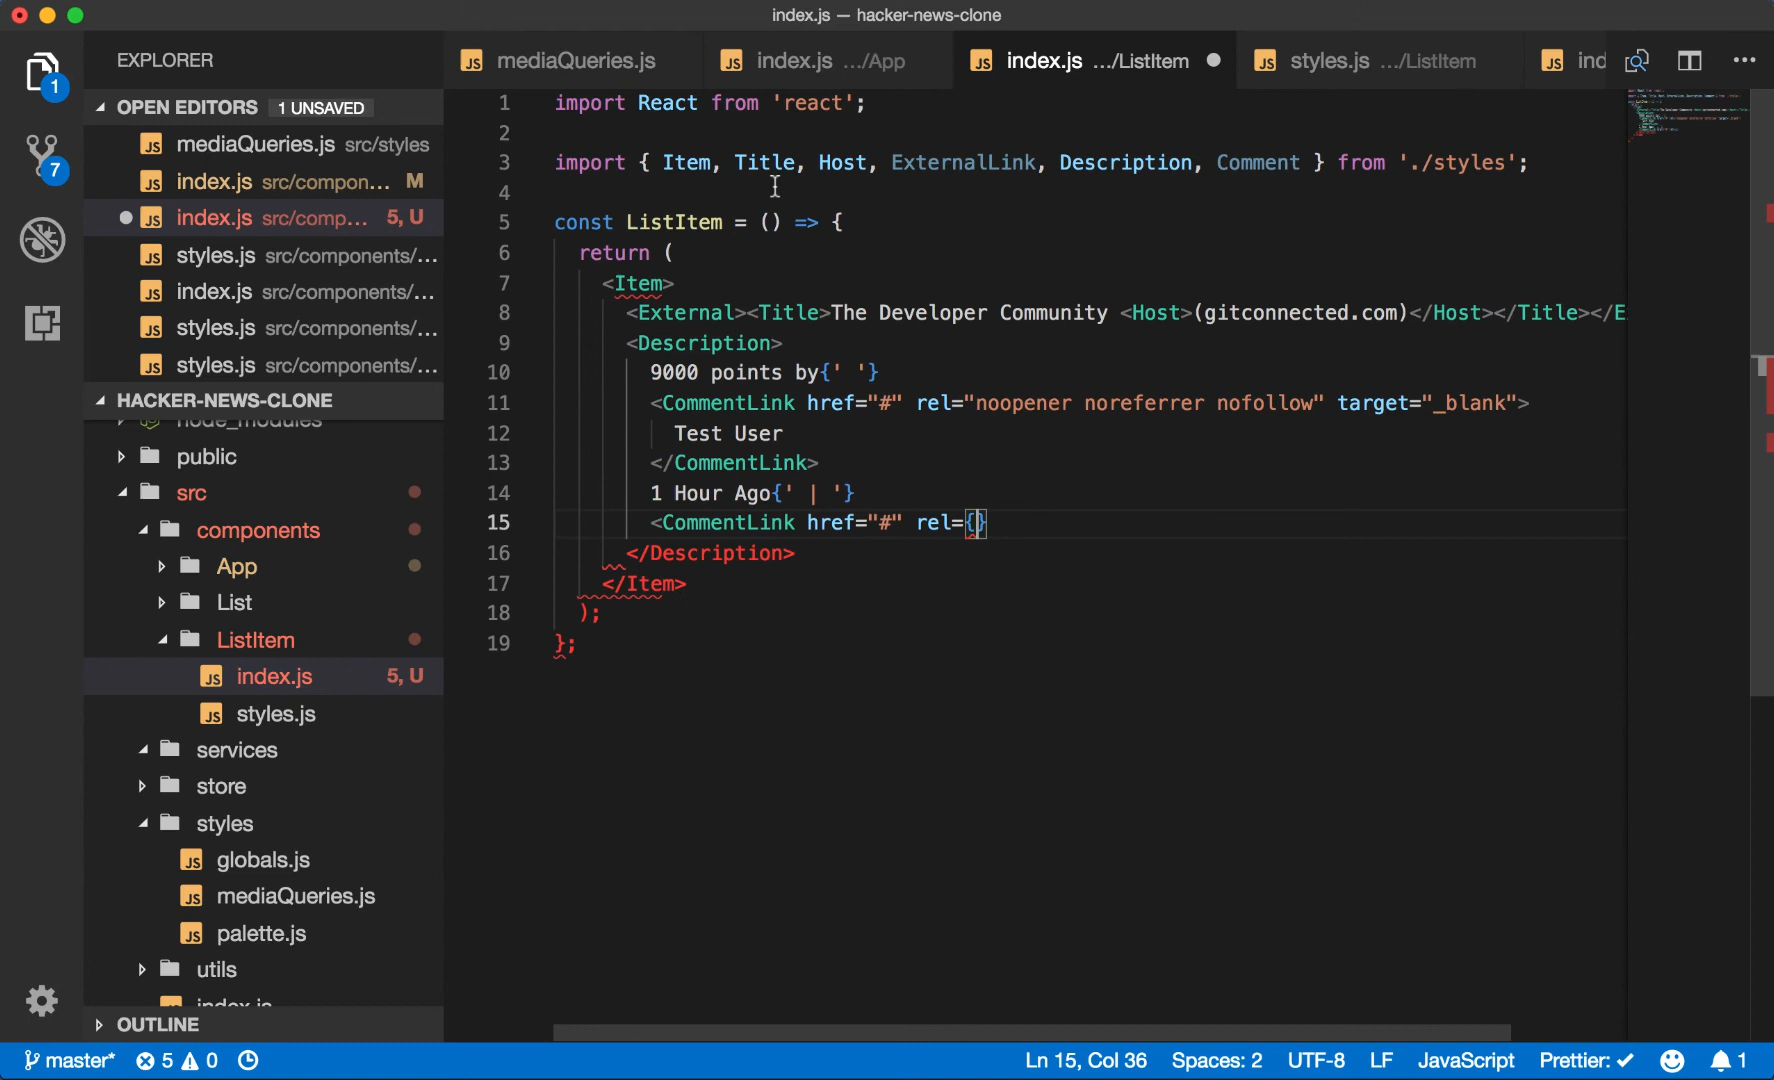 index.js — hacker-news-clone
EXPLORER
mediaQueries.js
index.js .../App
index.js .../ListItem
styles.js .../ListItem
ind
1
7
OPEN EDITORS 1 UNSAVED
mediaQueries.js src/styles
index.js src/compon... M
index.js src/comp... 5, U
styles.js src/components/...
index.js src/components/...
styles.js src/components/...
styles.js src/components/...
HACKER-NEWS-CLONE
node_modules
public
src
components
App
List
ListItem
index.js 5, U
styles.js
services
store
styles
globals.js
mediaQueries.js
palette.js
utils
index.js
OUTLINE
1 import React from 'react';
2
3 import { Item, Title, Host, ExternalLink, Description, Comment } from './styles';
4
5 const ListItem = () => {
6 return (
7 <Item>
8 <External><Title>The Developer Community <Host>(gitconnected.com)</Host></Title></E
9 <Description>
10 9000 points by{' '}
11 <CommentLink href="#" rel="noopener noreferrer nofollow" target="_blank">
12 Test User
13 </CommentLink>
14 1 Hour Ago{' | '}
15 <CommentLink href="#" rel={}
16 </Description>
17 </Item>
18 );
19 };
master* 5 0 Ln 15, Col 36 Spaces: 2 UTF-8 LF JavaScript Prettier: ✓ 1